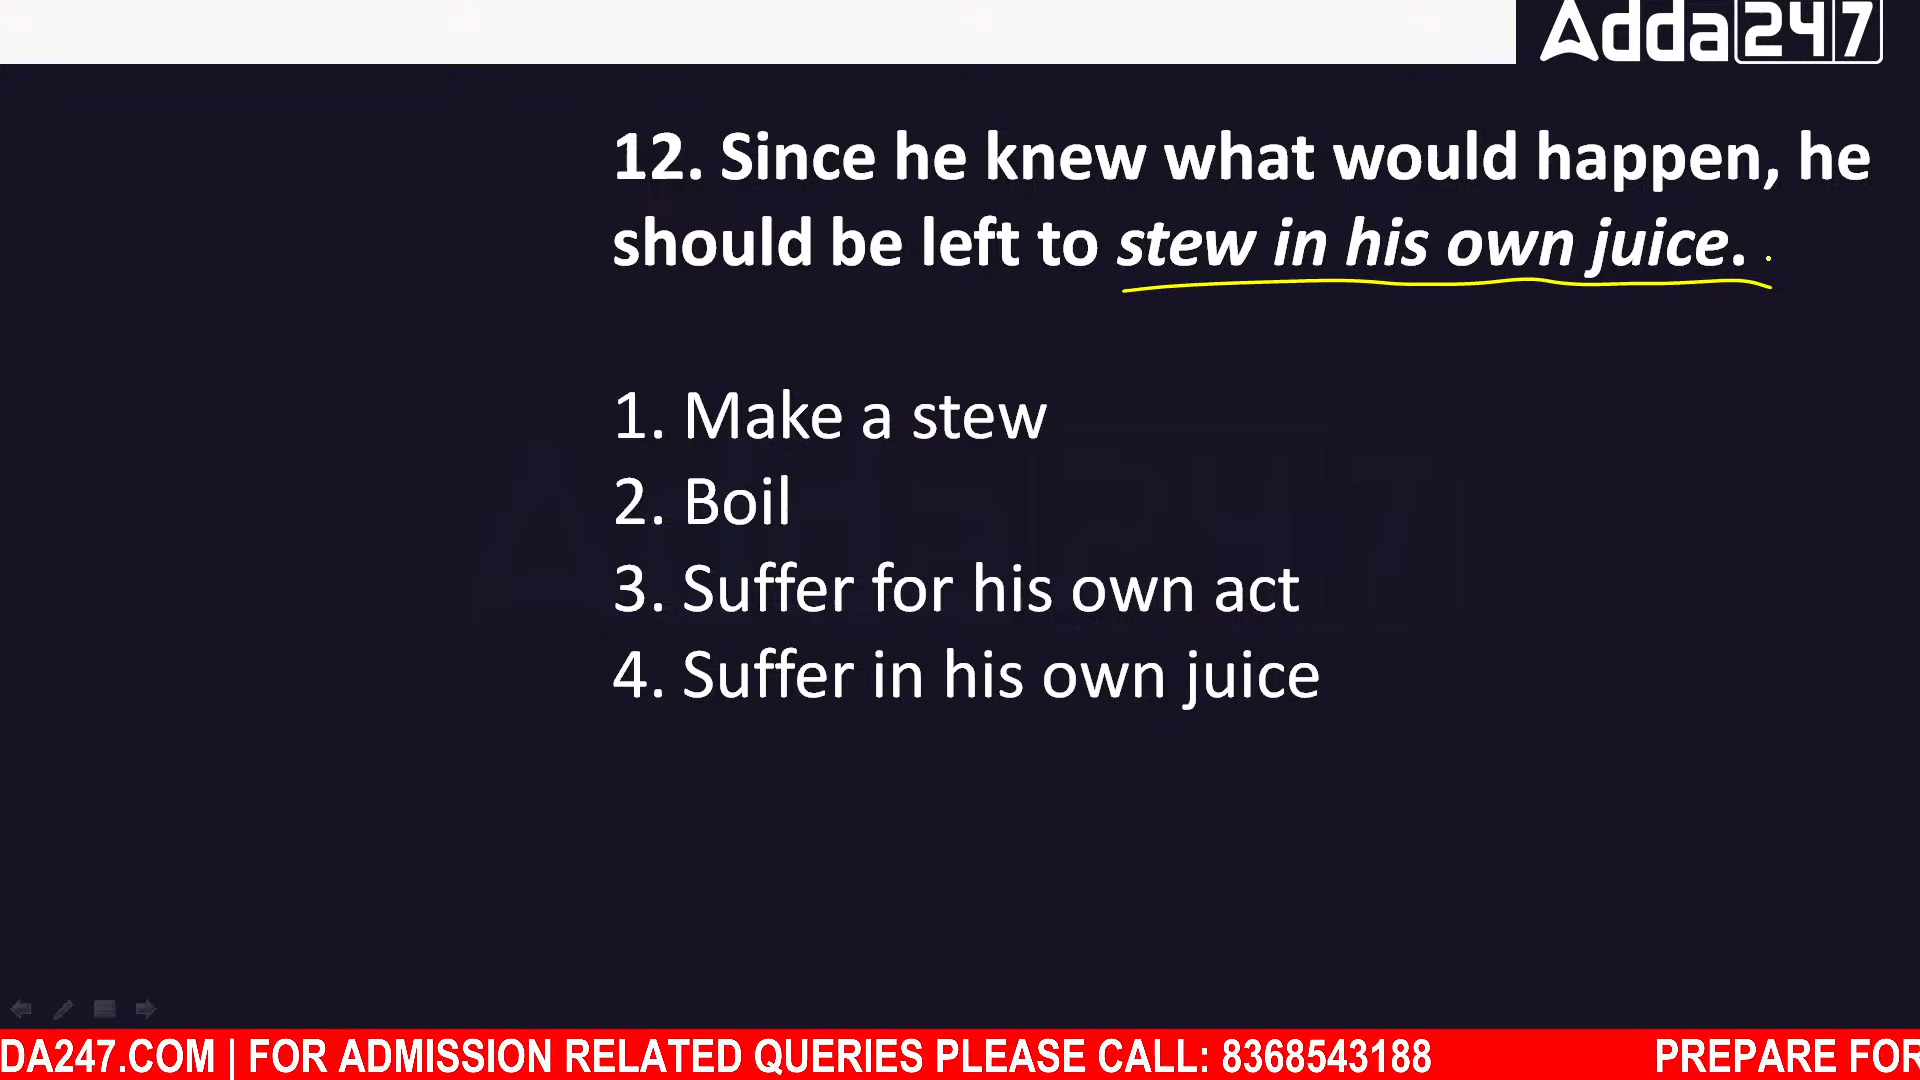 Adda247
12. Since he knew what would happen, he
should be left to stew in his own juice.
1. Make a stew
2. Boil
3. Suffer for his own act
4. Suffer in his own juice
DA247.COM | FOR ADMISSION RELATED QUERIES PLEASE CALL: 8368543188 PREPARE FOR